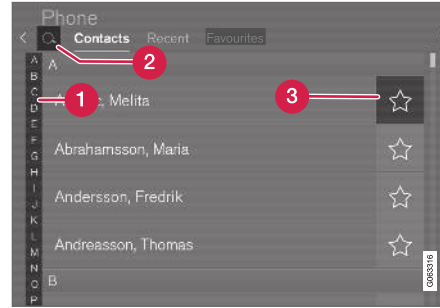 Phone
Contacts Recent Favourites
A
B
C
D
E
F
G
H
I
J
K
L
M
N
O
P
A
Melita
Abrahamsson, Maria
Andersson, Fredrik
Andreasson, Thomas
B
1
2
3
G063316